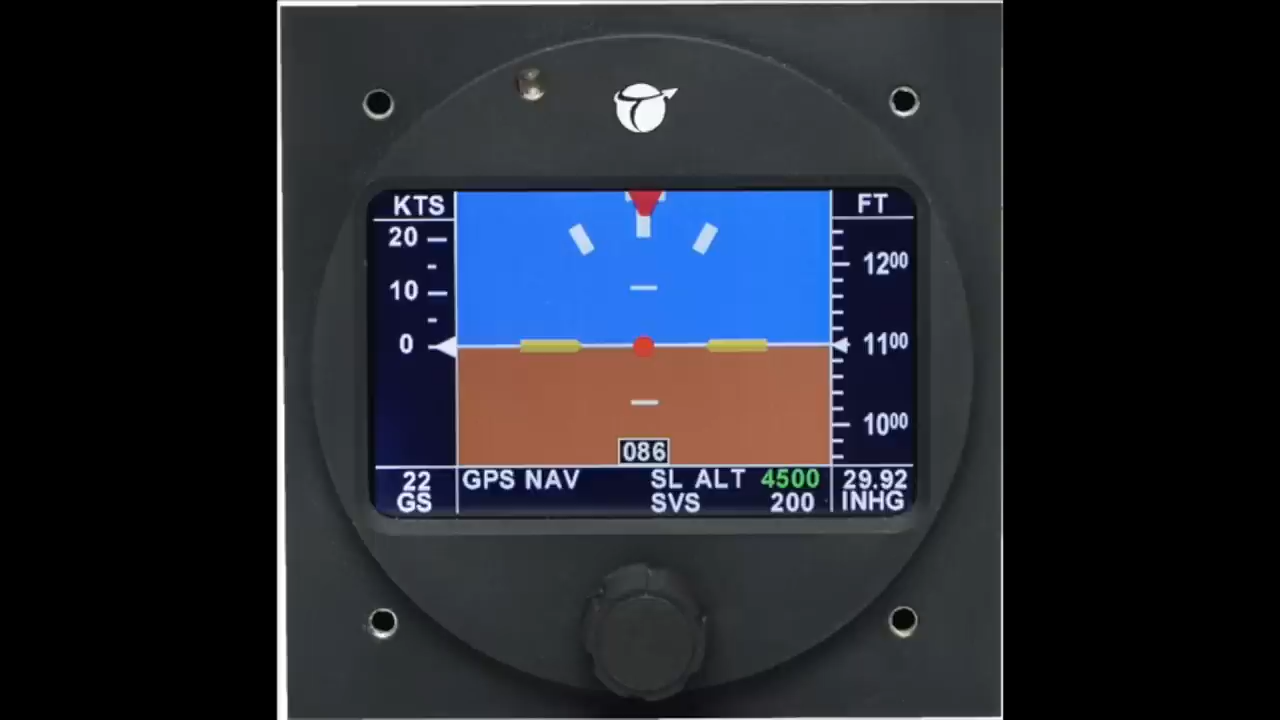 KTS
FT
20
10
0
1200
1100
1000
086
22
GS
GPS NAV
SL ALT 4500
SVS 200
29.92
INHG